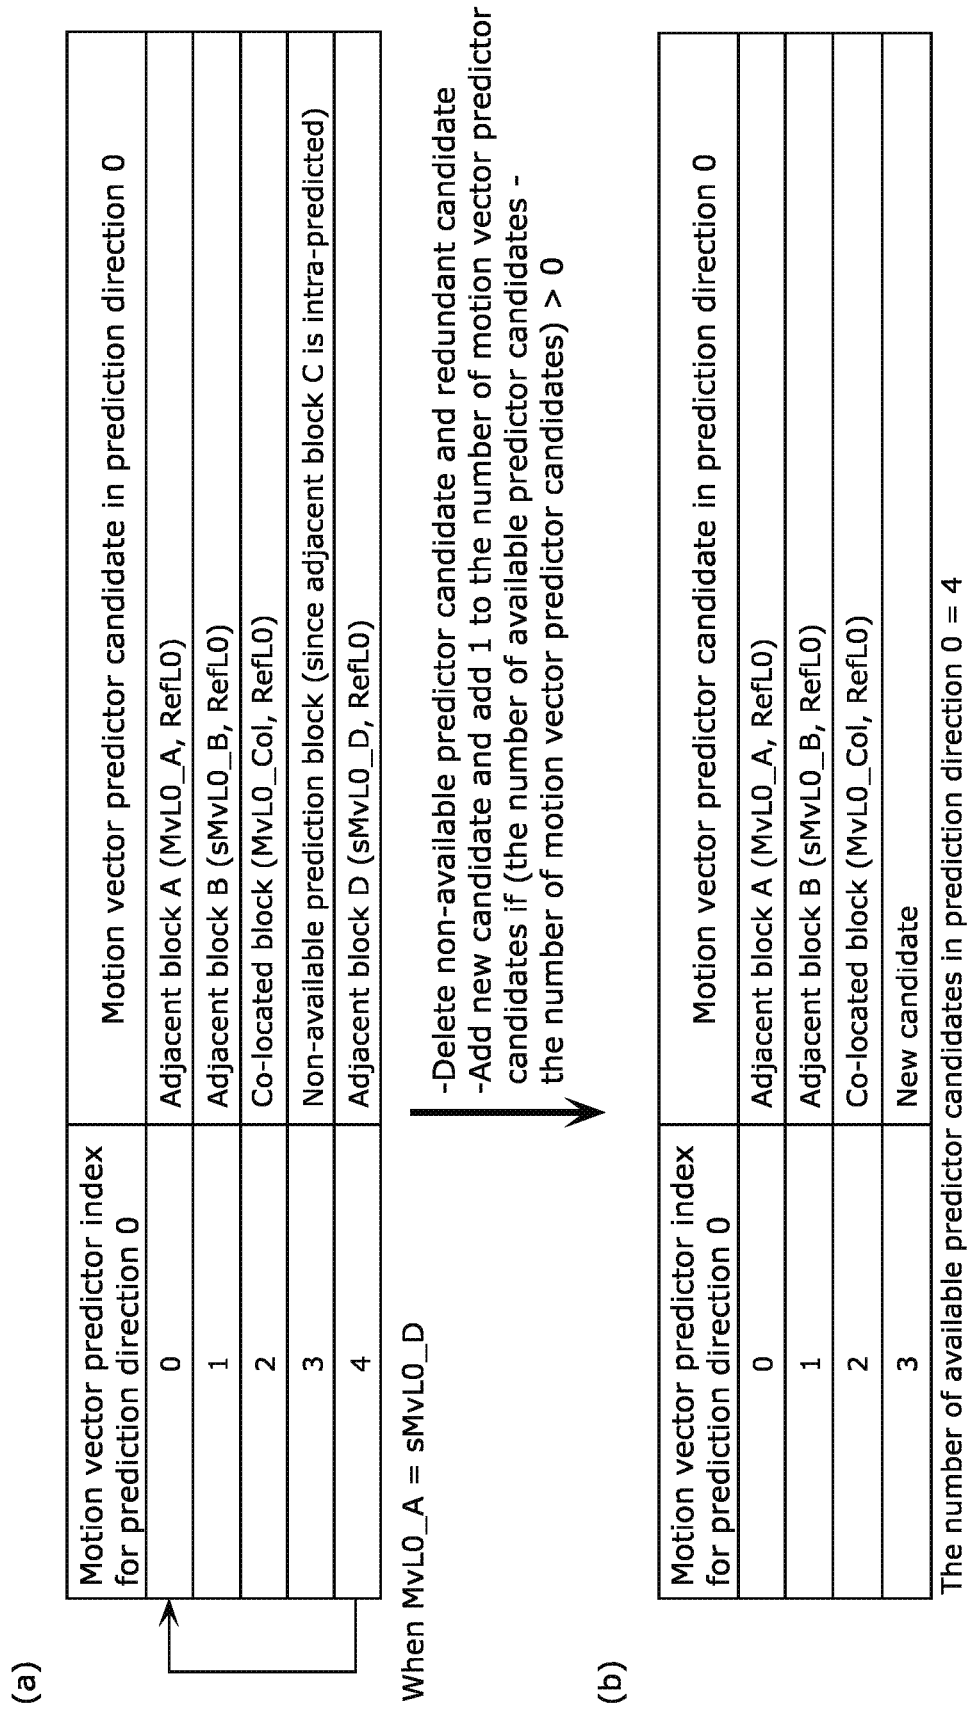 (a)
Motion vector predictor index for prediction direction 0
Motion vector predictor candidate in prediction direction 0
0
Adjacent block A (MvL0_A, RefL0)
1
Adjacent block B (sMvL0_B, RefL0)
2
Co-located block (MvL0_Col, RefL0)
3
Non-available prediction block (since adjacent block C is intra-predicted)
4
Adjacent block D (sMvL0_D, RefL0)
When MvL0_A = sMvL0_D
-Delete non-available predictor candidate and redundant candidate
-Add new candidate and add 1 to the number of motion vector predictor
candidates if (the number of available predictor candidates -
the number of motion vector predictor candidates) > 0
(b)
Motion vector predictor index for prediction direction 0
Motion vector predictor candidate in prediction direction 0
0
Adjacent block A (MvL0_A, RefL0)
1
Adjacent block B (sMvL0_B, RefL0)
2
Co-located block (MvL0_Col, RefL0)
3
New candidate
The number of available predictor candidates in prediction direction 0 = 4